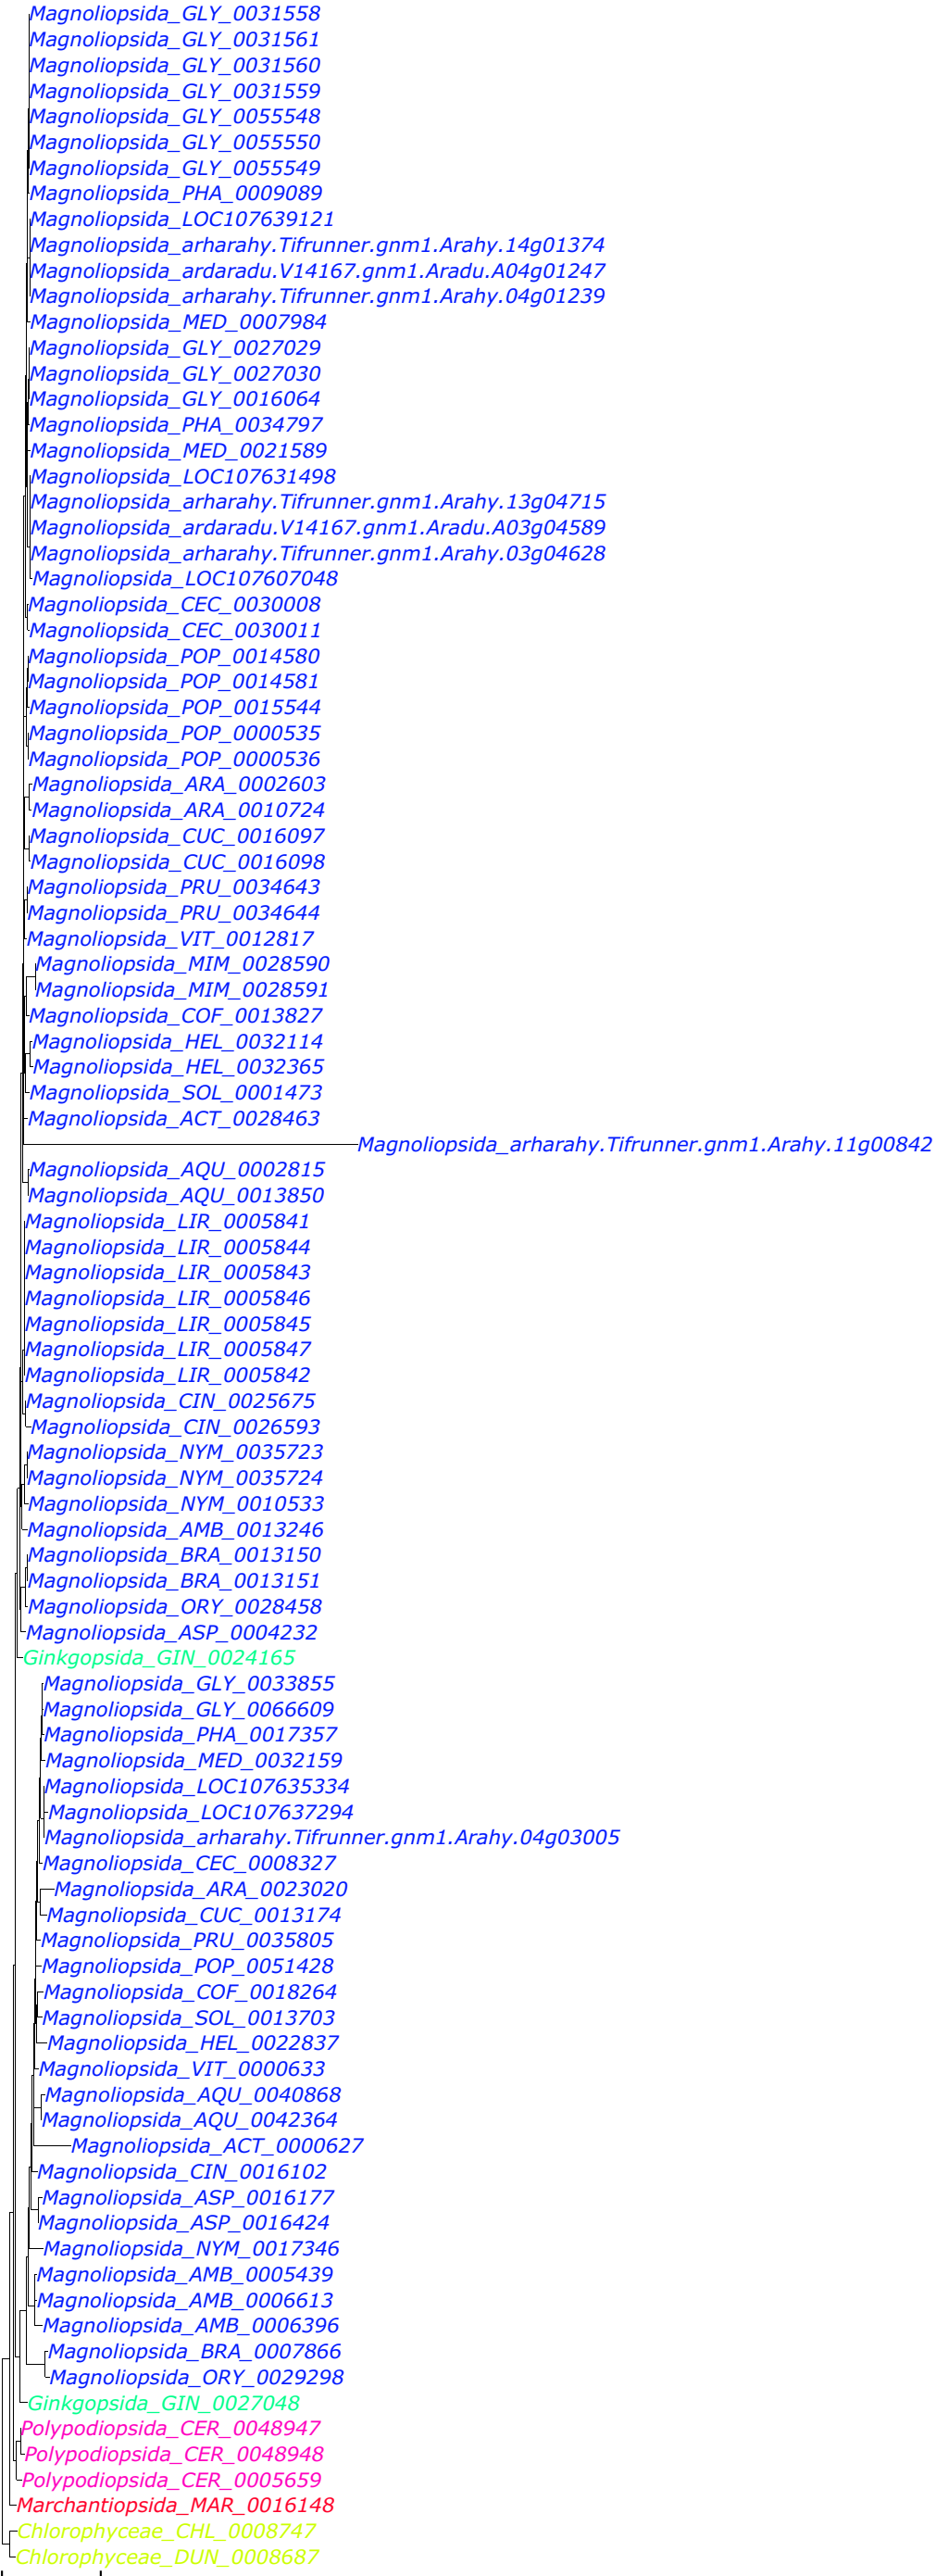 Magnoliopsida_GLY_0031558
Magnoliopsida_GLY_0031561
Magnoliopsida_GLY_0031560
Magnoliopsida_GLY_0031559
Magnoliopsida_GLY_0055548
Magnoliopsida_GLY_0055550
Magnoliopsida_GLY_0055549
Magnoliopsida_PHA_0009089
Magnoliopsida_LOC107639121
Magnoliopsida_arharahy.Tifrunner.gnm1.Arahy.14g01374
Magnoliopsida_ardaradu.V14167.gnm1.Aradu.A04g01247
Magnoliopsida_arharahy.Tifrunner.gnm1.Arahy.04g01239
Magnoliopsida_MED_0007984
Magnoliopsida_GLY_0027029
Magnoliopsida_GLY_0027030
Magnoliopsida_GLY_0016064
Magnoliopsida_PHA_0034797
Magnoliopsida_MED_0021589
Magnoliopsida_LOC107631498
Magnoliopsida_arharahy.Tifrunner.gnm1.Arahy.13g04715
Magnoliopsida_ardaradu.V14167.gnm1.Aradu.A03g04589
Magnoliopsida_arharahy.Tifrunner.gnm1.Arahy.03g04628
Magnoliopsida_LOC107607048
Magnoliopsida_CEC_0030008
Magnoliopsida_CEC_0030011
Magnoliopsida_POP_0014580
Magnoliopsida_POP_0014581
Magnoliopsida_POP_0015544
Magnoliopsida_POP_0000535
Magnoliopsida_POP_0000536
Magnoliopsida_ARA_0002603
Magnoliopsida_ARA_0010724
Magnoliopsida_CUC_0016097
Magnoliopsida_CUC_0016098
Magnoliopsida_PRU_0034643
Magnoliopsida_PRU_0034644
Magnoliopsida_VIT_0012817
Magnoliopsida_MIM_0028590
Magnoliopsida_MIM_0028591
Magnoliopsida_COF_0013827
Magnoliopsida_HEL_0032114
Magnoliopsida_HEL_0032365
Magnoliopsida_SOL_0001473
Magnoliopsida_ACT_0028463
Magnoliopsida_arharahy.Tifrunner.gnm1.Arahy.11g00842
Magnoliopsida_AQU_0002815
Magnoliopsida_AQU_0013850
Magnoliopsida_LIR_0005841
Magnoliopsida_LIR_0005844
Magnoliopsida_LIR_0005843
Magnoliopsida_LIR_0005846
Magnoliopsida_LIR_0005845
Magnoliopsida_LIR_0005847
Magnoliopsida_LIR_0005842
Magnoliopsida_CIN_0025675
Magnoliopsida_CIN_0026593
Magnoliopsida_NYM_0035723
Magnoliopsida_NYM_0035724
Magnoliopsida_NYM_0010533
Magnoliopsida_AMB_0013246
Magnoliopsida_BRA_0013150
Magnoliopsida_BRA_0013151
Magnoliopsida_ORY_0028458
Magnoliopsida_ASP_0004232
Ginkgopsida_GIN_0024165
Magnoliopsida_GLY_0033855
Magnoliopsida_GLY_0066609
Magnoliopsida_PHA_0017357
Magnoliopsida_MED_0032159
Magnoliopsida_LOC107635334
Magnoliopsida_LOC107637294
Magnoliopsida_arharahy.Tifrunner.gnm1.Arahy.04g03005
Magnoliopsida_CEC_0008327
Magnoliopsida_ARA_0023020
Magnoliopsida_CUC_0013174
Magnoliopsida_PRU_0035805
Magnoliopsida_POP_0051428
Magnoliopsida_COF_0018264
Magnoliopsida_SOL_0013703
Magnoliopsida_HEL_0022837
Magnoliopsida_VIT_0000633
Magnoliopsida_AQU_0040868
Magnoliopsida_AQU_0042364
Magnoliopsida_ACT_0000627
Magnoliopsida_CIN_0016102
Magnoliopsida_ASP_0016177
Magnoliopsida_ASP_0016424
Magnoliopsida_NYM_0017346
Magnoliopsida_AMB_0005439
Magnoliopsida_AMB_0006613
Magnoliopsida_AMB_0006396
Magnoliopsida_BRA_0007866
Magnoliopsida_ORY_0029298
Ginkgopsida_GIN_0027048
Polypodiopsida_CER_0048947
Polypodiopsida_CER_0048948
Polypodiopsida_CER_0005659
Marchantiopsida_MAR_0016148
Chlorophyceae_CHL_0008747
Chlorophyceae_DUN_0008687